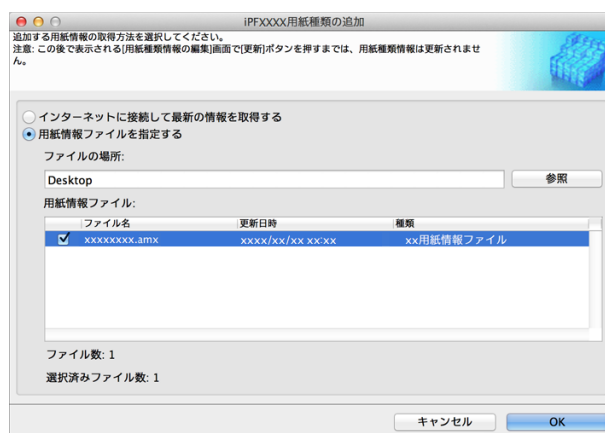 iPFXXXX用紙種類の追加
追加する用紙情報の取得方法を選択してください。
注意: この後で表示される[用紙種類情報の編集]画面で[更新]ボタンを押すまでは、用紙種類情報は更新されませ
ん。
インターネットに接続して最新の情報を取得する
用紙情報ファイルを指定する
ファイルの場所:
Desktop 参照
用紙情報ファイル:
ファイル名 更新日時 種類
xxxxxxxx.amx xxxx/xx/xx xx:xx xx用紙情報ファイル
ファイル数: 1
選択済みファイル数: 1
キャンセル OK